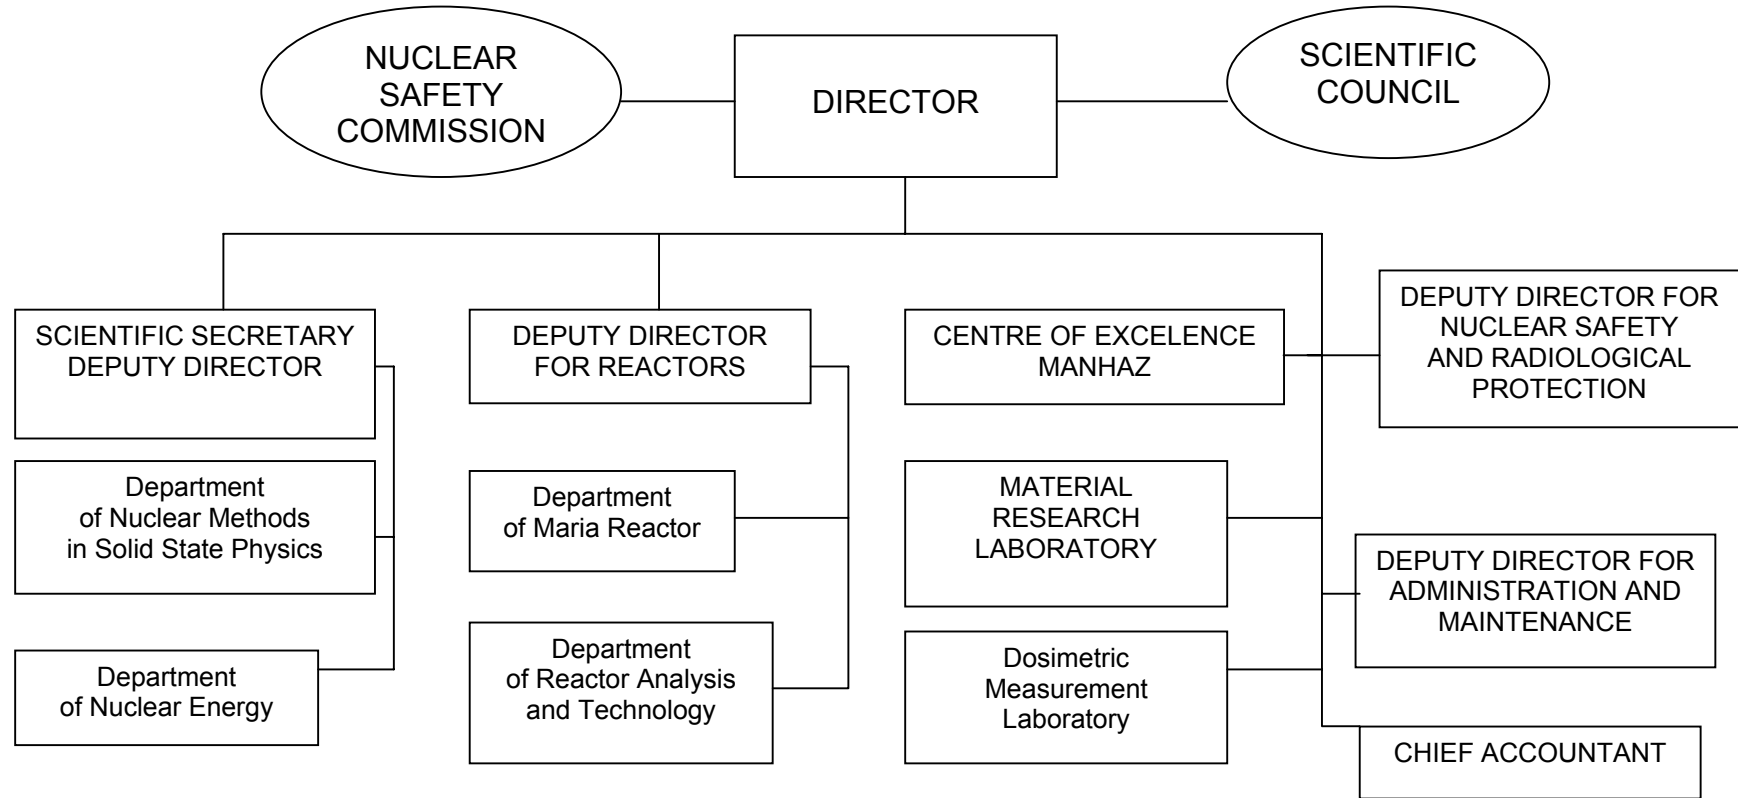 NUCLEAR
SAFETY
COMMISSION
DIRECTOR
SCIENTIFIC
COUNCIL
SCIENTIFIC SECRETARY
DEPUTY DIRECTOR
Department
of Nuclear Methods
in Solid State Physics
Department
of Nuclear Energy
DEPUTY DIRECTOR
FOR REACTORS
Department
of Maria Reactor
Department
of Reactor Analysis
and Technology
CENTRE OF EXCELENCE
MANHAZ
MATERIAL
RESEARCH
LABORATORY
Dosimetric
Measurement
Laboratory
DEPUTY DIRECTOR FOR
NUCLEAR SAFETY
AND RADIOLOGICAL
PROTECTION
DEPUTY DIRECTOR FOR
ADMINISTRATION AND
MAINTENANCE
CHIEF ACCOUNTANT